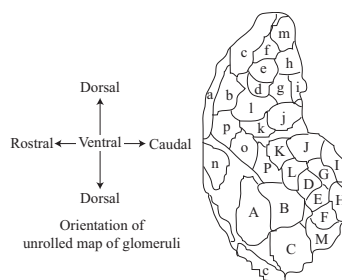 Dorsal
Rostral Ventral Caudal
Dorsal
Orientation of
unrolled map of glomeruli
m
f
c
h
e
a
b
d
g
i
l
j
p
k
o
n
P
K
J
I
L
G
D
E
H
A
B
F
M
C
c